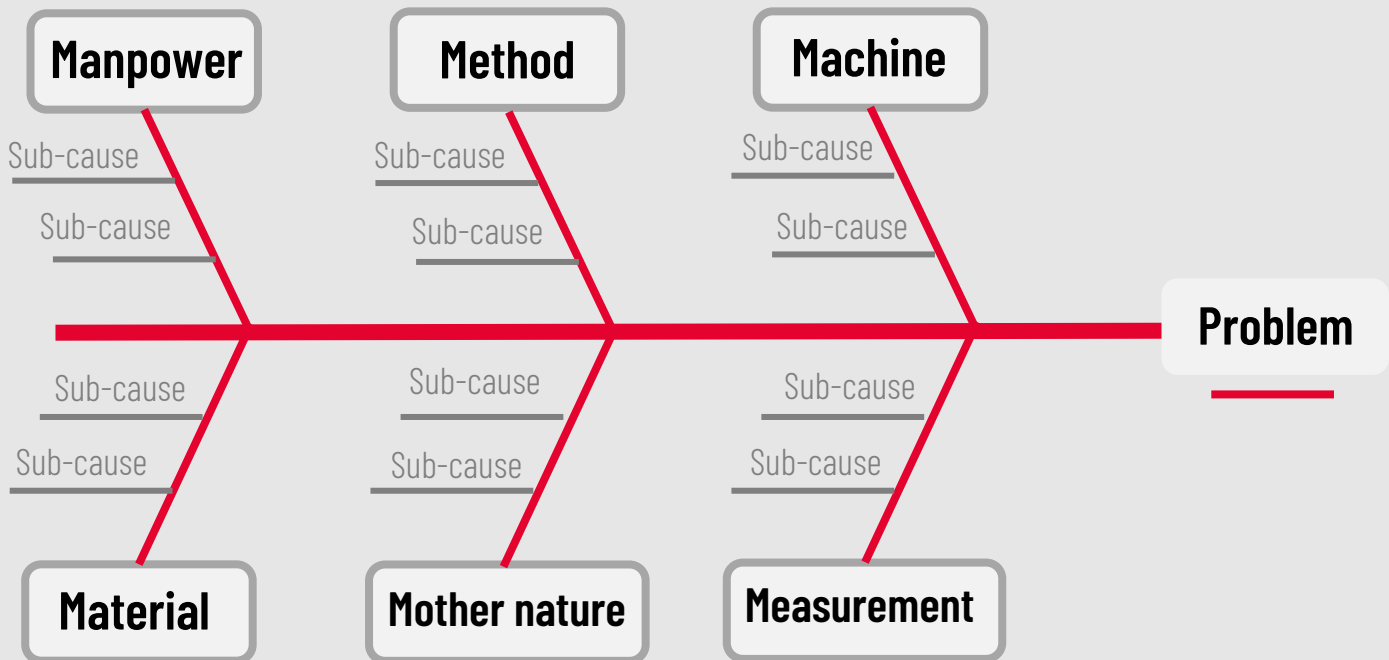 Manpower
Method
Machine
Sub-cause
Sub-cause
Sub-cause
Sub-cause
Sub-cause
Sub-cause
Problem
Sub-cause
Sub-cause
Sub-cause
Sub-cause
Sub-cause
Sub-cause
Material
Mother nature
Measurement